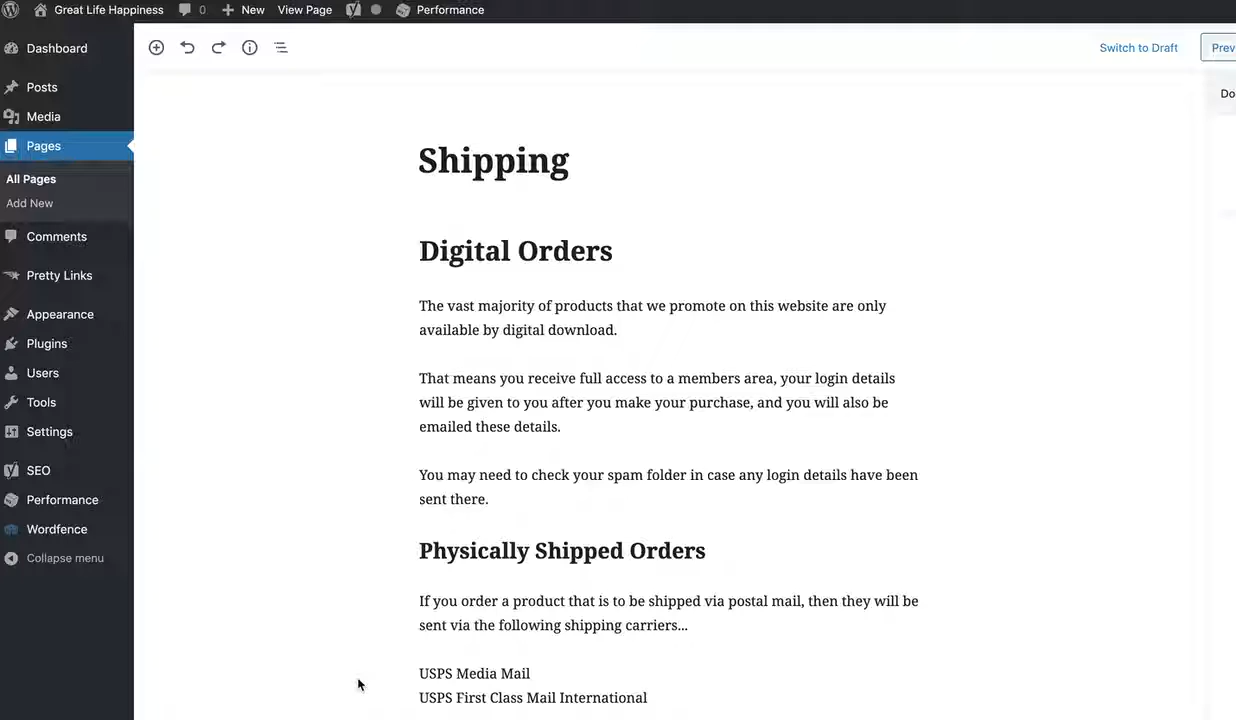 Great Life Happiness 0 New View Page Performance
Dashboard
Posts
Media
Pages
All Pages
Add New
Comments
Pretty Links
Appearance
Plugins
Users
Tools
Settings
SEO
Performance
Wordfence
Collapse menu
Switch to Draft Prev
Do
Shipping
Digital Orders
The vast majority of products that we promote on this website are only
available by digital download.
That means you receive full access to a members area, your login details
will be given to you after you make your purchase, and you will also be
emailed these details.
You may need to check your spam folder in case any login details have been
sent there.
Physically Shipped Orders
If you order a product that is to be shipped via postal mail, then they will be
sent via the following shipping carriers...
USPS Media Mail
USPS First Class Mail International